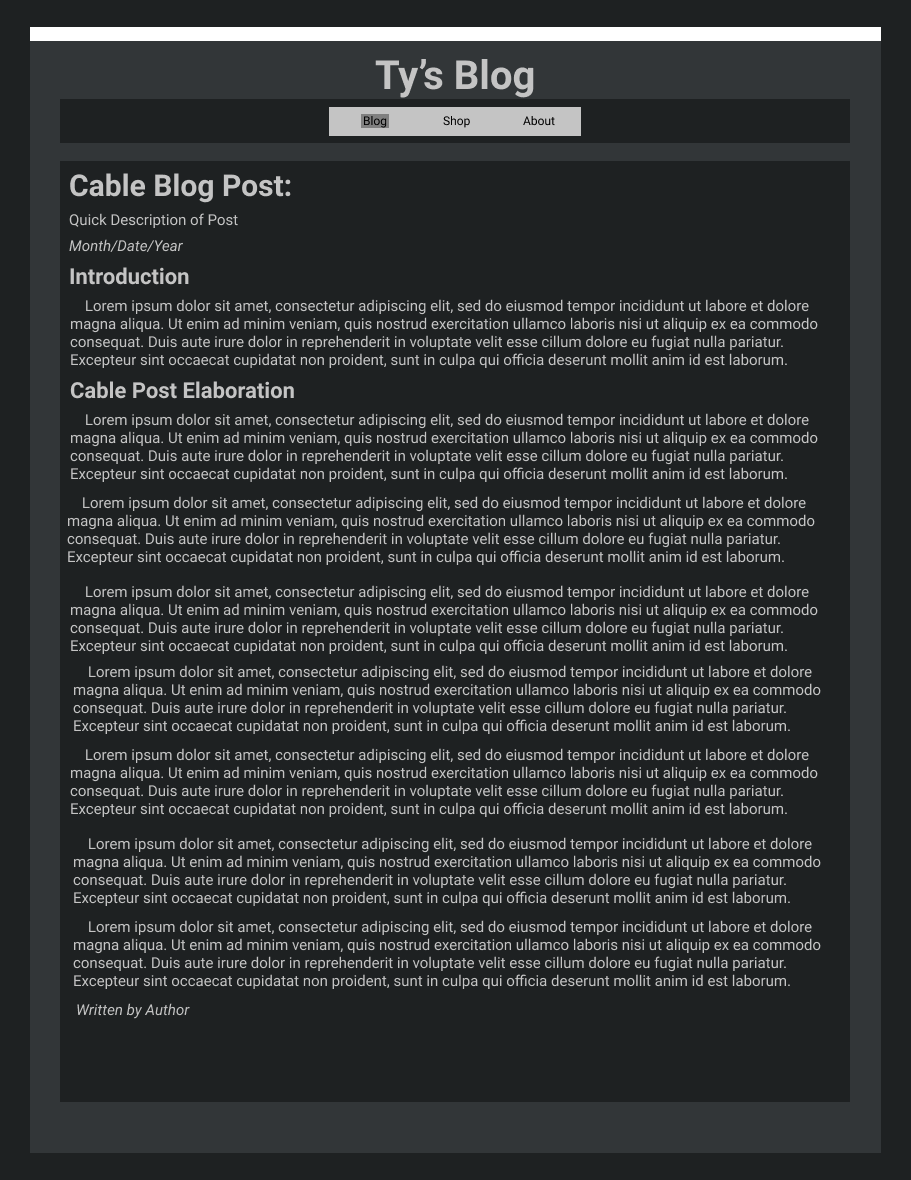 Ty’s Blog
Blog Shop About
Cable Blog Post:
Quick Description of Post
Month/Date/Year
Introduction
Lorem ipsum dolor sit amet, consectetur adipiscing elit, sed do eiusmod tempor incididunt ut labore et dolore
magna aliqua. Ut enim ad minim veniam, quis nostrud exercitation ullamco laboris nisi ut aliquip ex ea commodo
consequat. Duis aute irure dolor in reprehenderit in voluptate velit esse cillum dolore eu fugiat nulla pariatur.
Excepteur sint occaecat cupidatat non proident, sunt in culpa qui officia deserunt mollit anim id est laborum.
Cable Post Elaboration
Lorem ipsum dolor sit amet, consectetur adipiscing elit, sed do eiusmod tempor incididunt ut labore et dolore
magna aliqua. Ut enim ad minim veniam, quis nostrud exercitation ullamco laboris nisi ut aliquip ex ea commodo
consequat. Duis aute irure dolor in reprehenderit in voluptate velit esse cillum dolore eu fugiat nulla pariatur.
Excepteur sint occaecat cupidatat non proident, sunt in culpa qui officia deserunt mollit anim id est laborum.
Lorem ipsum dolor sit amet, consectetur adipiscing elit, sed do eiusmod tempor incididunt ut labore et dolore
magna aliqua. Ut enim ad minim veniam, quis nostrud exercitation ullamco laboris nisi ut aliquip ex ea commodo
consequat. Duis aute irure dolor in reprehenderit in voluptate velit esse cillum dolore eu fugiat nulla pariatur.
Excepteur sint occaecat cupidatat non proident, sunt in culpa qui officia deserunt mollit anim id est laborum.
Lorem ipsum dolor sit amet, consectetur adipiscing elit, sed do eiusmod tempor incididunt ut labore et dolore
magna aliqua. Ut enim ad minim veniam, quis nostrud exercitation ullamco laboris nisi ut aliquip ex ea commodo
consequat. Duis aute irure dolor in reprehenderit in voluptate velit esse cillum dolore eu fugiat nulla pariatur.
Excepteur sint occaecat cupidatat non proident, sunt in culpa qui officia deserunt mollit anim id est laborum.
Lorem ipsum dolor sit amet, consectetur adipiscing elit, sed do eiusmod tempor incididunt ut labore et dolore
magna aliqua. Ut enim ad minim veniam, quis nostrud exercitation ullamco laboris nisi ut aliquip ex ea commodo
consequat. Duis aute irure dolor in reprehenderit in voluptate velit esse cillum dolore eu fugiat nulla pariatur.
Excepteur sint occaecat cupidatat non proident, sunt in culpa qui officia deserunt mollit anim id est laborum.
Lorem ipsum dolor sit amet, consectetur adipiscing elit, sed do eiusmod tempor incididunt ut labore et dolore
magna aliqua. Ut enim ad minim veniam, quis nostrud exercitation ullamco laboris nisi ut aliquip ex ea commodo
consequat. Duis aute irure dolor in reprehenderit in voluptate velit esse cillum dolore eu fugiat nulla pariatur.
Excepteur sint occaecat cupidatat non proident, sunt in culpa qui officia deserunt mollit anim id est laborum.
Lorem ipsum dolor sit amet, consectetur adipiscing elit, sed do eiusmod tempor incididunt ut labore et dolore
magna aliqua. Ut enim ad minim veniam, quis nostrud exercitation ullamco laboris nisi ut aliquip ex ea commodo
consequat. Duis aute irure dolor in reprehenderit in voluptate velit esse cillum dolore eu fugiat nulla pariatur.
Excepteur sint occaecat cupidatat non proident, sunt in culpa qui officia deserunt mollit anim id est laborum.
Lorem ipsum dolor sit amet, consectetur adipiscing elit, sed do eiusmod tempor incididunt ut labore et dolore
magna aliqua. Ut enim ad minim veniam, quis nostrud exercitation ullamco laboris nisi ut aliquip ex ea commodo
consequat. Duis aute irure dolor in reprehenderit in voluptate velit esse cillum dolore eu fugiat nulla pariatur.
Excepteur sint occaecat cupidatat non proident, sunt in culpa qui officia deserunt mollit anim id est laborum.
Written by Author